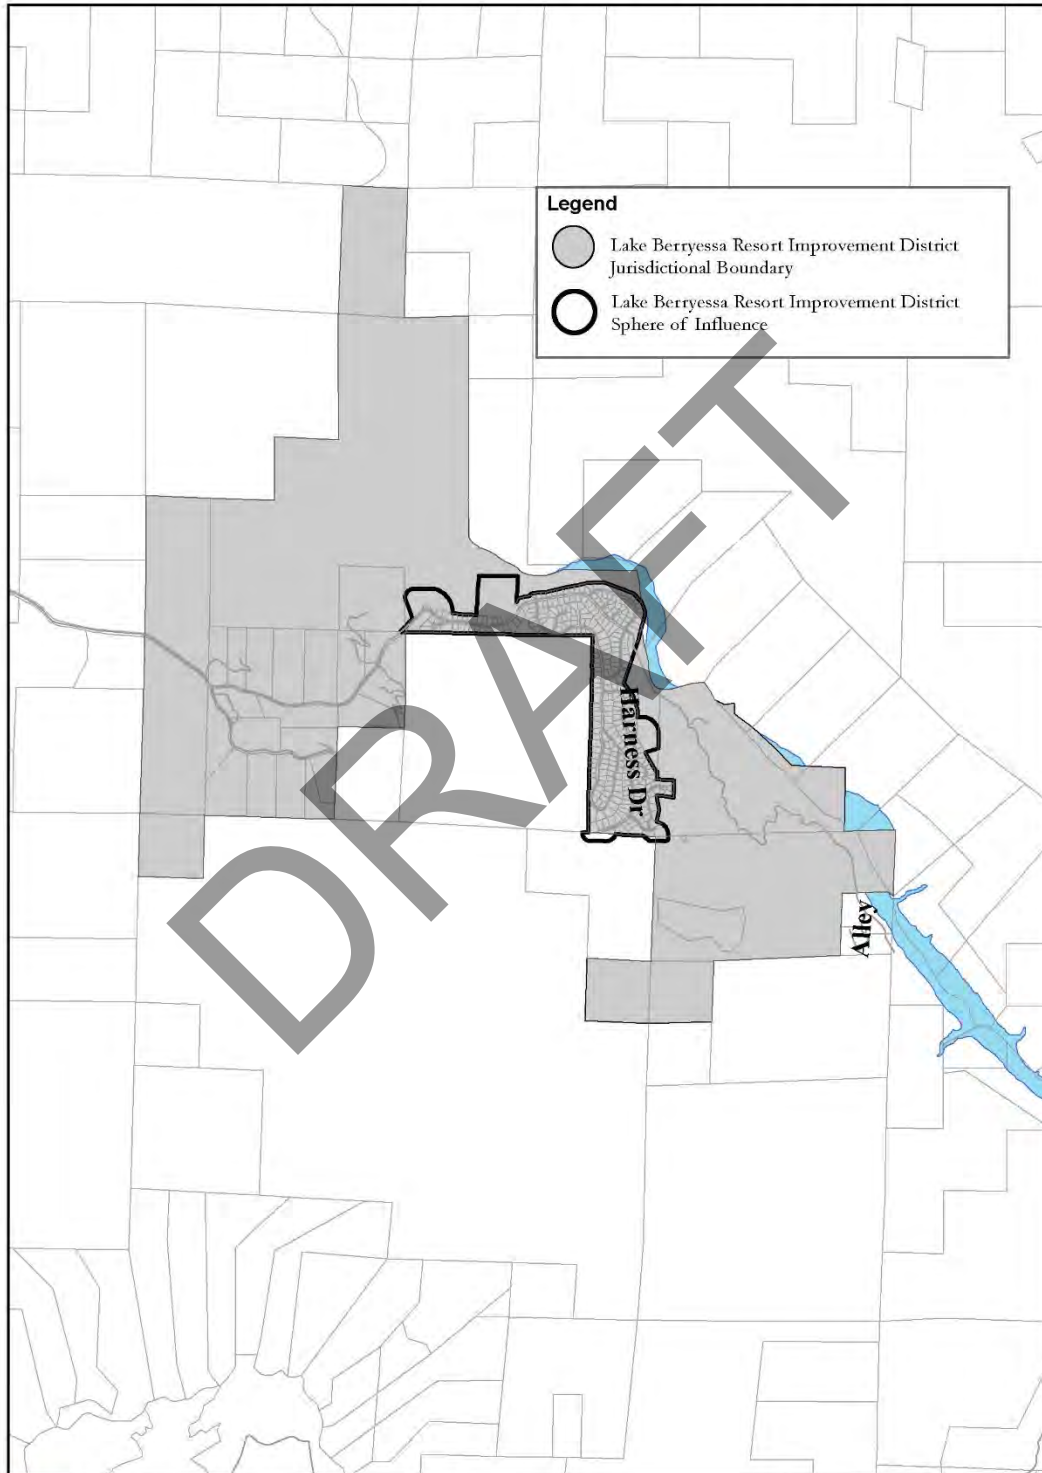 Legend
Lake Berryessa Resort Improvement District
Jurisdictional Boundary
Lake Berryessa Resort Improvement District
Sphere of Influence
DRAFT
Harness Dr
Alley